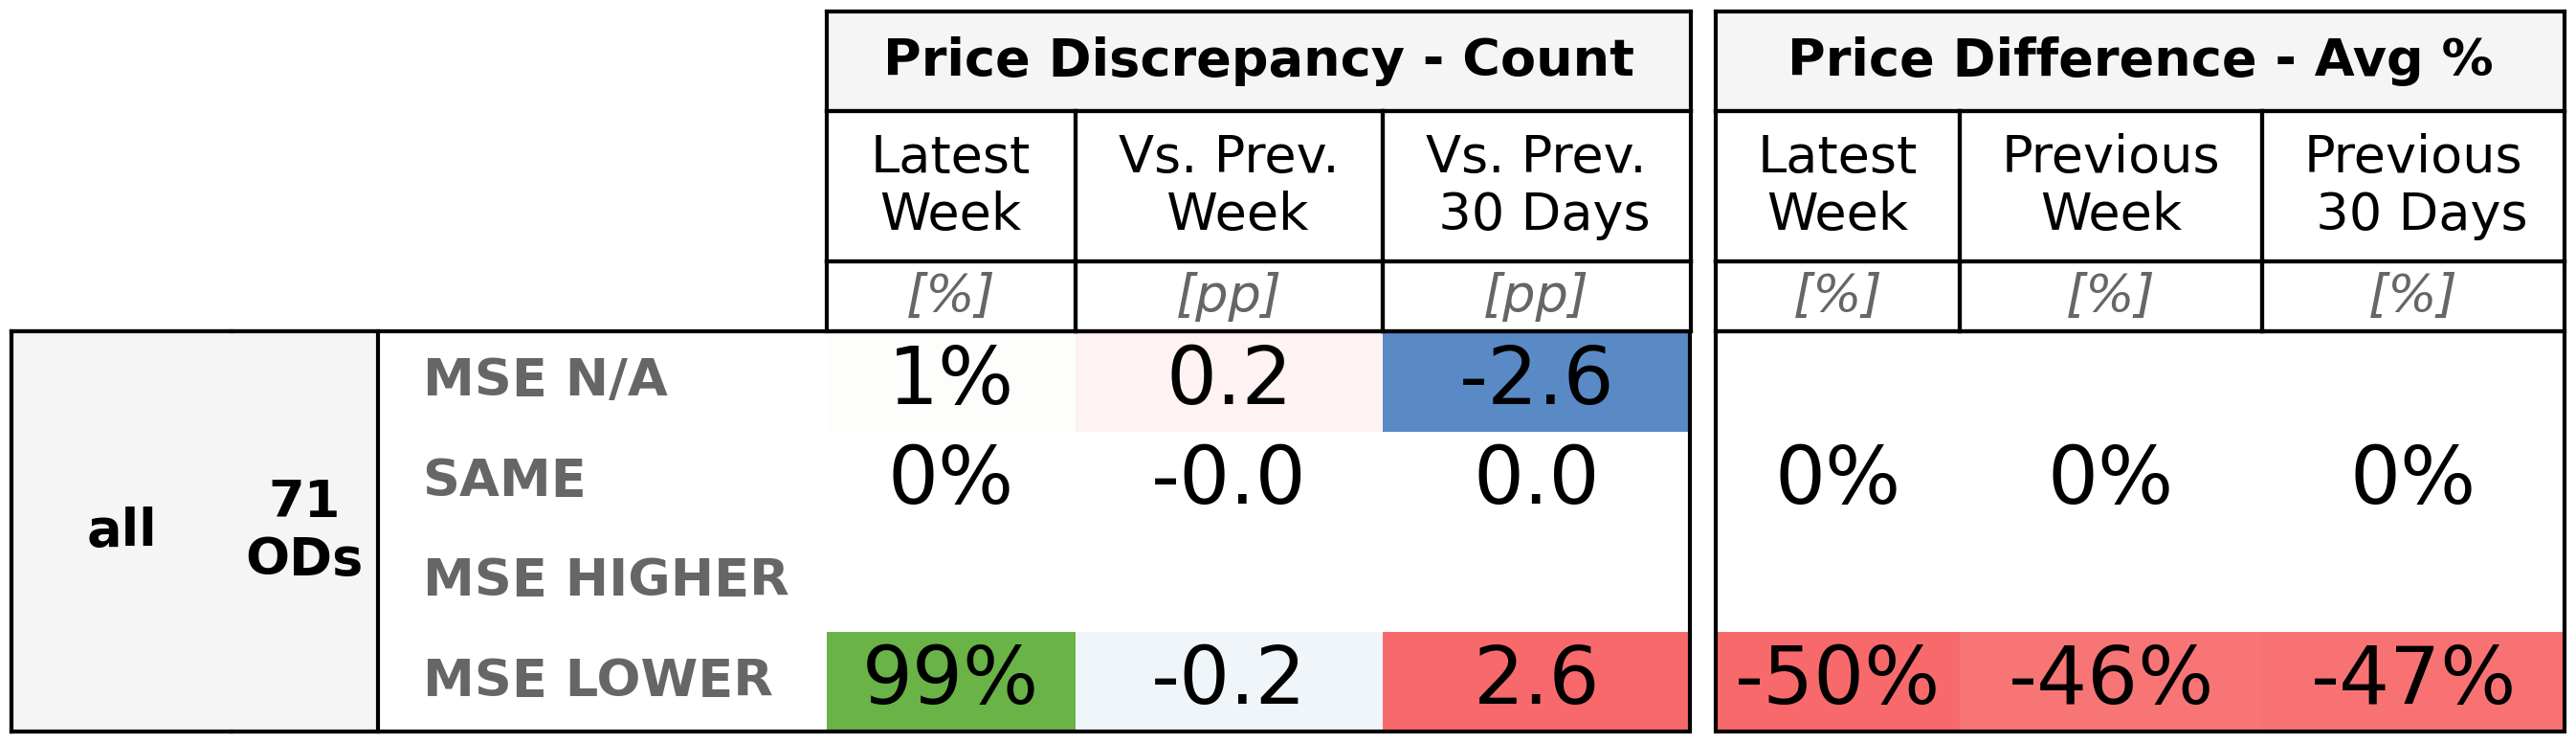 Price Discrepancy - Count Price Difference - Avg %
Latest Week Vs. Prev. Week Vs. Prev. 30 Days Latest Week Previous Week Previous 30 Days
[%] [pp] [pp] [%] [%] [%]
all 71 ODs
MSE N/A 1% 0.2 -2.6
SAME 0% -0.0 0.0 0% 0% 0%
MSE HIGHER
MSE LOWER 99% -0.2 2.6 -50% -46% -47%